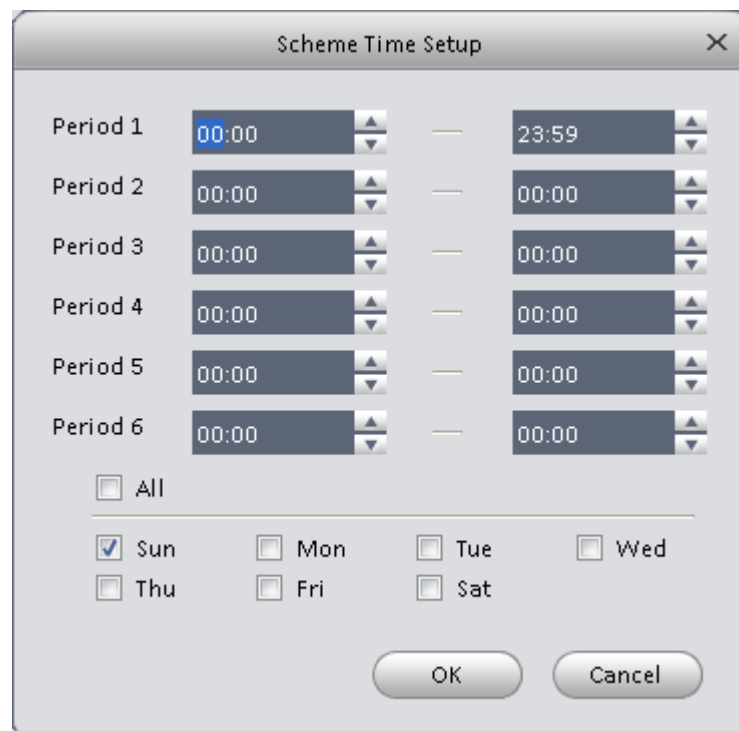 Scheme Time Setup
Period 1 00:00 — 23:59
Period 2 00:00 — 00:00
Period 3 00:00 — 00:00
Period 4 00:00 — 00:00
Period 5 00:00 — 00:00
Period 6 00:00 — 00:00
All
Sun Mon Tue Wed
Thu Fri Sat
OK Cancel